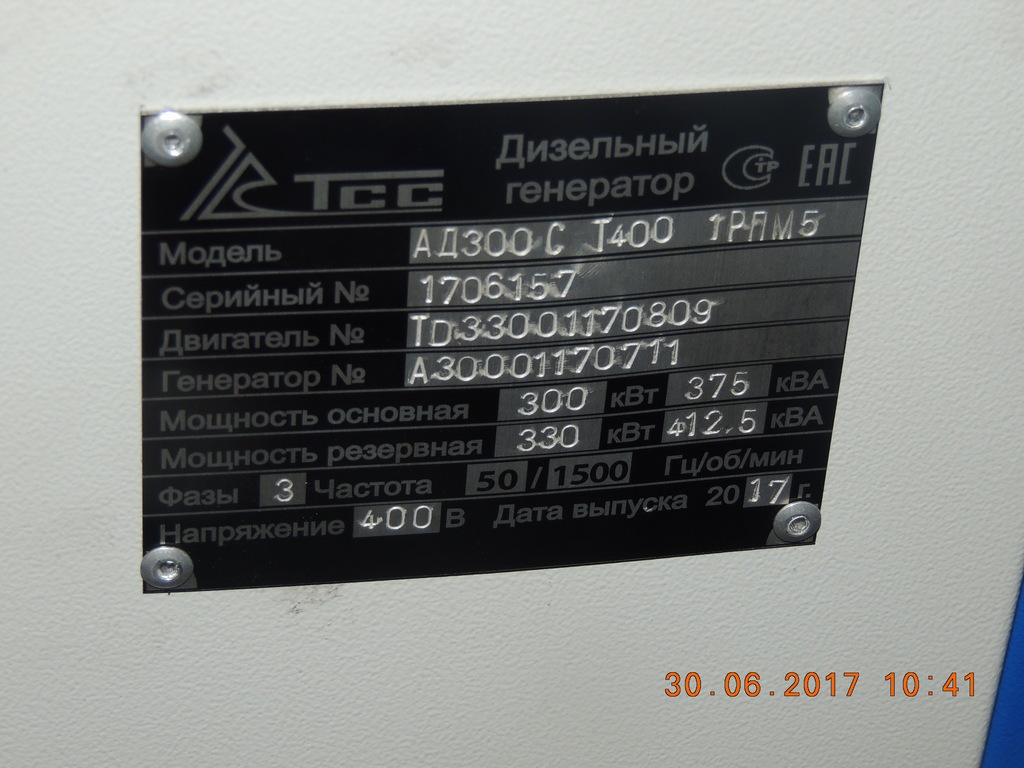 ТСС
Дизельный
генератор
СТР
ЕАС
Модель АД300С Т400 1РПМ5
Серийный № 1706157
Двигатель № TD33001170809
Генератор № А30001170711
Мощность основная 300 кВт 375 кВА
Мощность резервная 330 кВт 412,5 кВА
Фазы 3 Частота 50/1500 Гц/об/мин
Напряжение 400 В Дата выпуска 2017 г.
30.06.2017 10:41